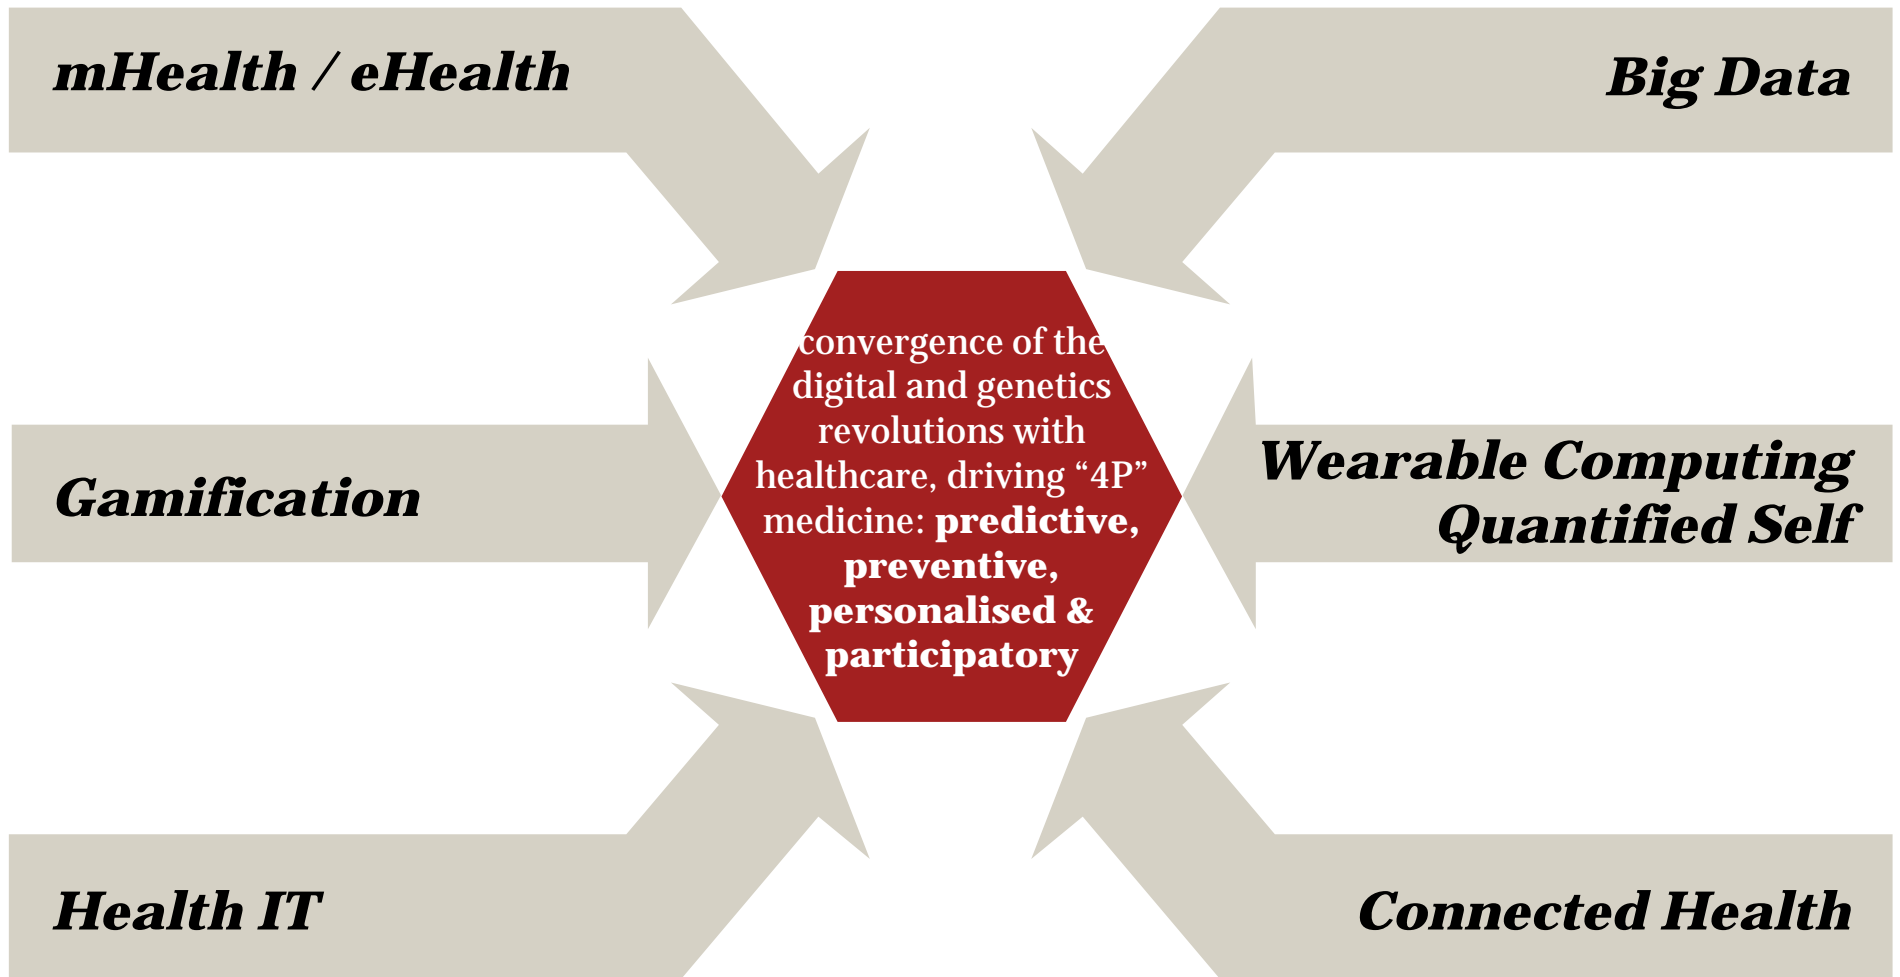 mHealth / eHealth
Big Data
convergence of the
digital and genetics
revolutions with
healthcare, driving “4P”
medicine: predictive,
preventive,
personalised &
participatory
Gamification
Wearable Computing
Quantified Self
Health IT
Connected Health